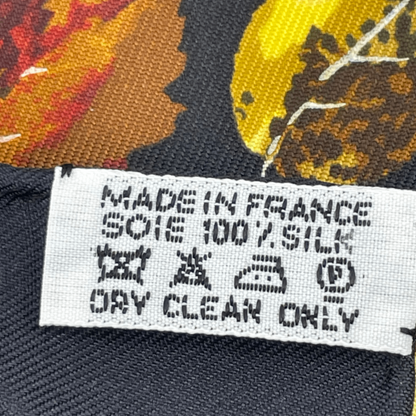 MADE IN FRANCE
SOIE 100% SILK
P
DRY CLEAN ONLY